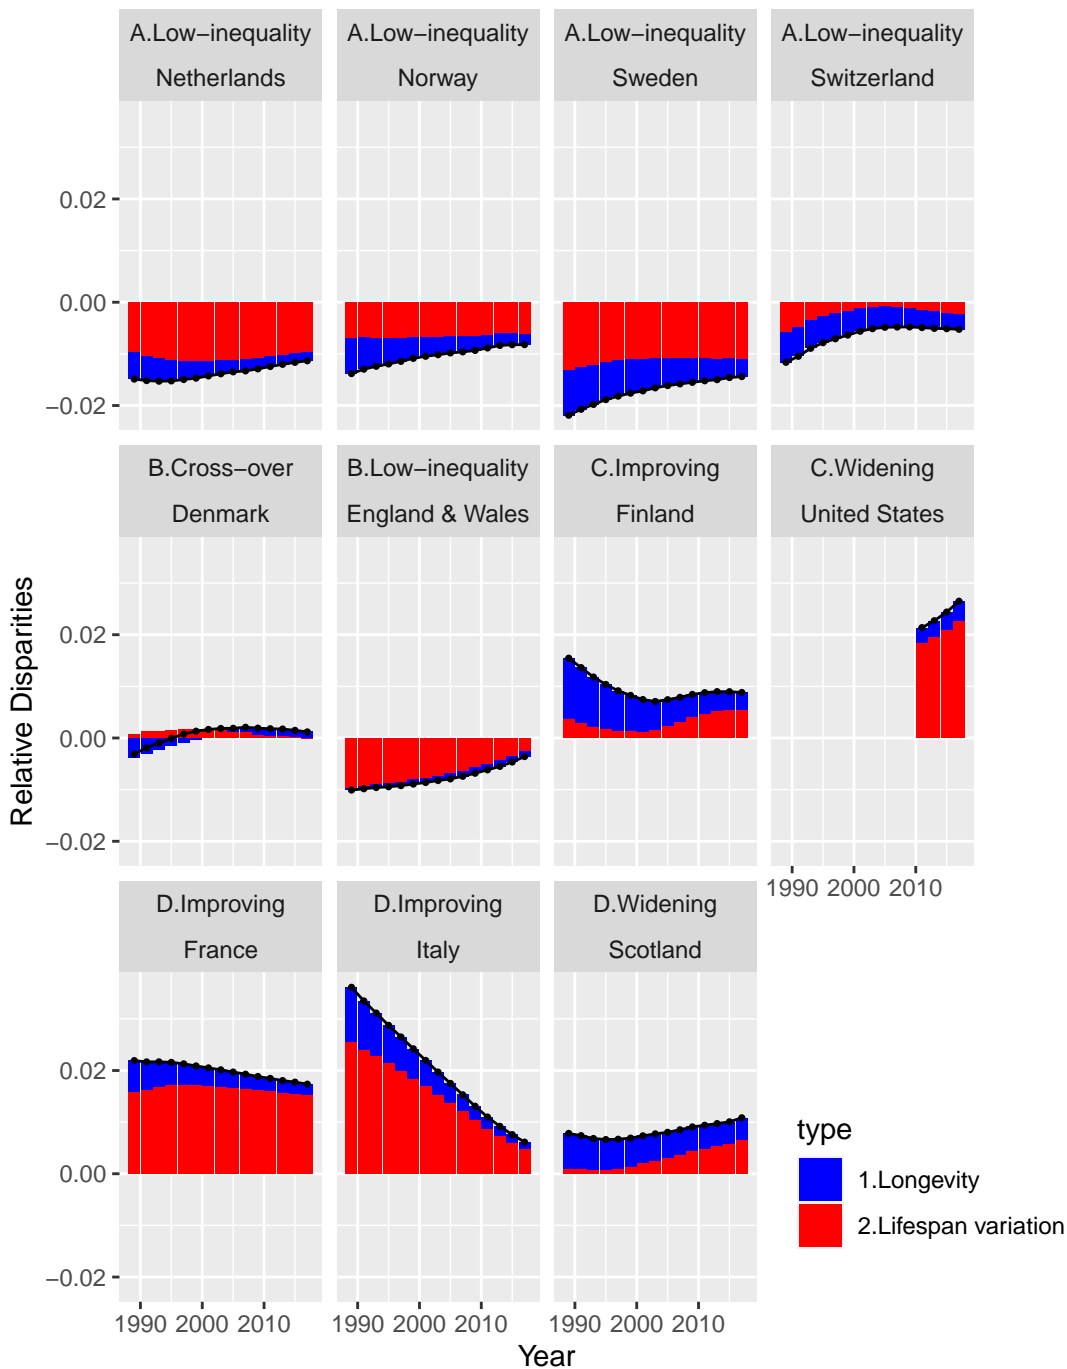 A.Low−inequality
Netherlands
A.Low−inequality
Norway
A.Low−inequality
Sweden
A.Low−inequality
Switzerland
0.02
0.00
−0.02
B.Cross−over
Denmark
B.Low−inequality
England & Wales
C.Improving
Finland
C.Widening
United States
0.02
0.00
−0.02
1990 2000 2010
D.Improving
France
D.Improving
Italy
D.Widening
Scotland
0.02
0.00
−0.02
1990 2000 2010
1990 2000 2010
1990 2000 2010
Year
Relative Disparities
type
1.Longevity
2.Lifespan variation